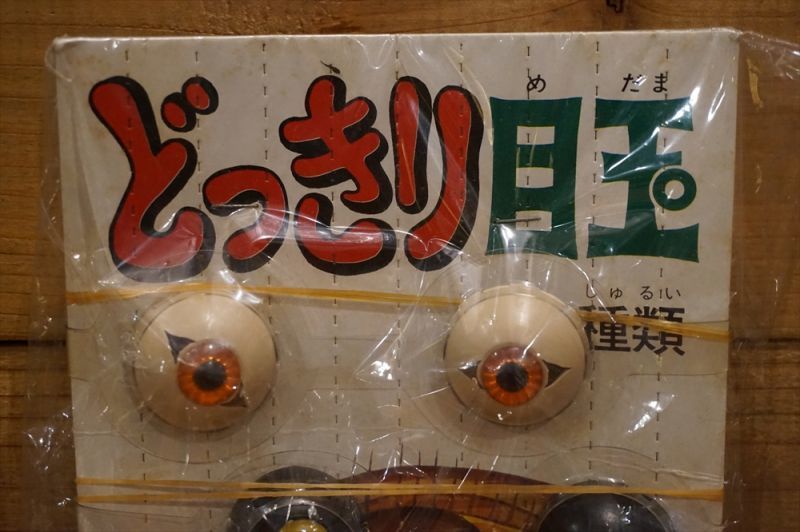 どっきり目玉
めだま
しゅるい
種類